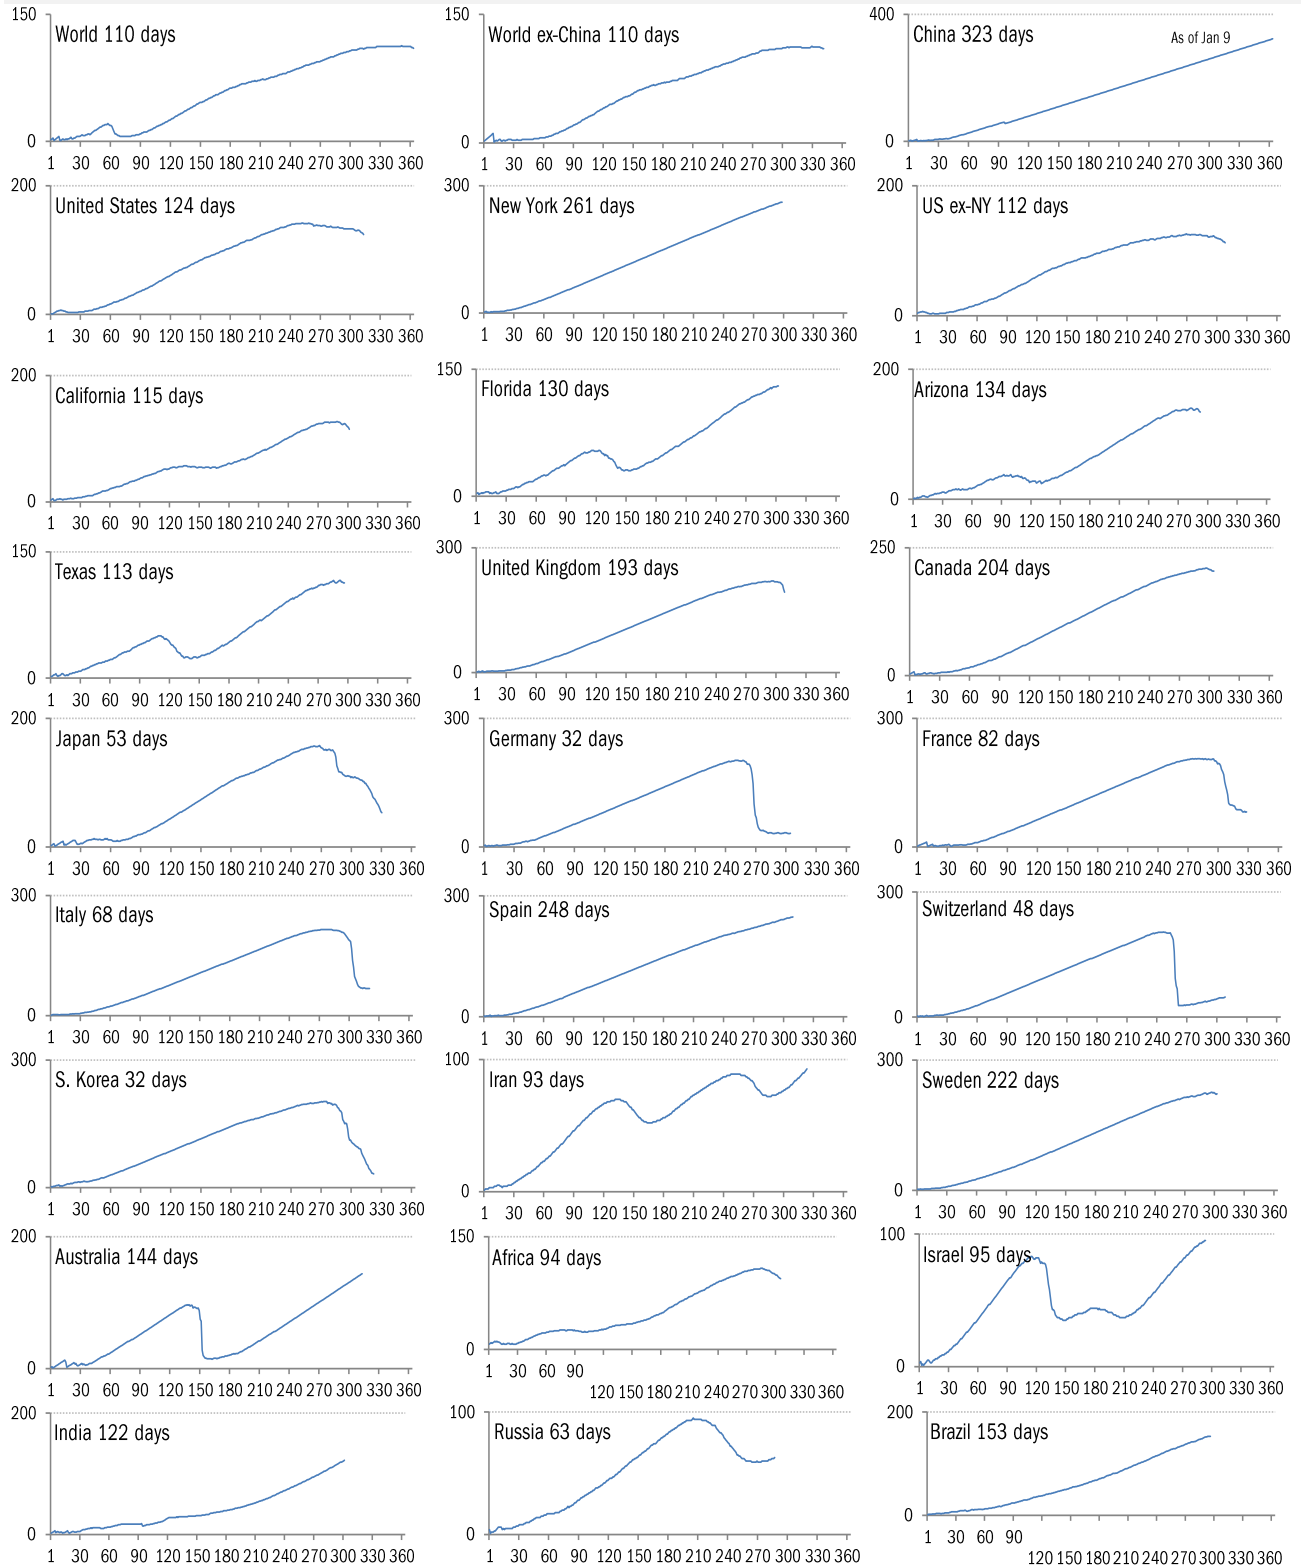 150
World 110 days
0
1 30 60 90 120 150 180 210 240 270 300 330 360
150
World ex-China 110 days
0
1 30 60 90 120 150 180 210 240 270 300 330 360
400
China 323 days
As of Jan 9
0
1 30 60 90 120 150 180 210 240 270 300 330 360
200
United States 124 days
0
1 30 60 90 120 150 180 210 240 270 300 330 360
300
New York 261 days
0
1 30 60 90 120 150 180 210 240 270 300 330 360
200
US ex-NY 112 days
0
1 30 60 90 120 150 180 210 240 270 300 330 360
200
California 115 days
0
1 30 60 90 120 150 180 210 240 270 300 330 360
150
Florida 130 days
0
1 30 60 90 120 150 180 210 240 270 300 330 360
200
Arizona 134 days
0
1 30 60 90 120 150 180 210 240 270 300 330 360
150
Texas 113 days
0
1 30 60 90 120 150 180 210 240 270 300 330 360
300
United Kingdom 193 days
0
1 30 60 90 120 150 180 210 240 270 300 330 360
250
Canada 204 days
0
1 30 60 90 120 150 180 210 240 270 300 330 360
200
Japan 53 days
0
1 30 60 90 120 150 180 210 240 270 300 330 360
300
Germany 32 days
0
1 30 60 90 120 150 180 210 240 270 300 330 360
300
France 82 days
0
1 30 60 90 120 150 180 210 240 270 300 330 360
300
Italy 68 days
0
1 30 60 90 120 150 180 210 240 270 300 330 360
300
Spain 248 days
0
1 30 60 90 120 150 180 210 240 270 300 330 360
300
Switzerland 48 days
0
1 30 60 90 120 150 180 210 240 270 300 330 360
300
S. Korea 32 days
0
1 30 60 90 120 150 180 210 240 270 300 330 360
100
Iran 93 days
0
1 30 60 90 120 150 180 210 240 270 300 330 360
300
Sweden 222 days
0
1 30 60 90 120 150 180 210 240 270 300 330 360
200
Australia 144 days
0
1 30 60 90 120 150 180 210 240 270 300 330 360
150
Africa 94 days
0
1 30 60 90
120 150 180 210 240 270 300 330 360
100
Israel 95 days
0
1 30 60 90 120 150 180 210 240 270 300 330 360
200
India 122 days
0
1 30 60 90 120 150 180 210 240 270 300 330 360
100
Russia 63 days
0
1 30 60 90 120 150 180 210 240 270 300 330 360
200
Brazil 153 days
0
1 30 60 90
120 150 180 210 240 270 300 330 360